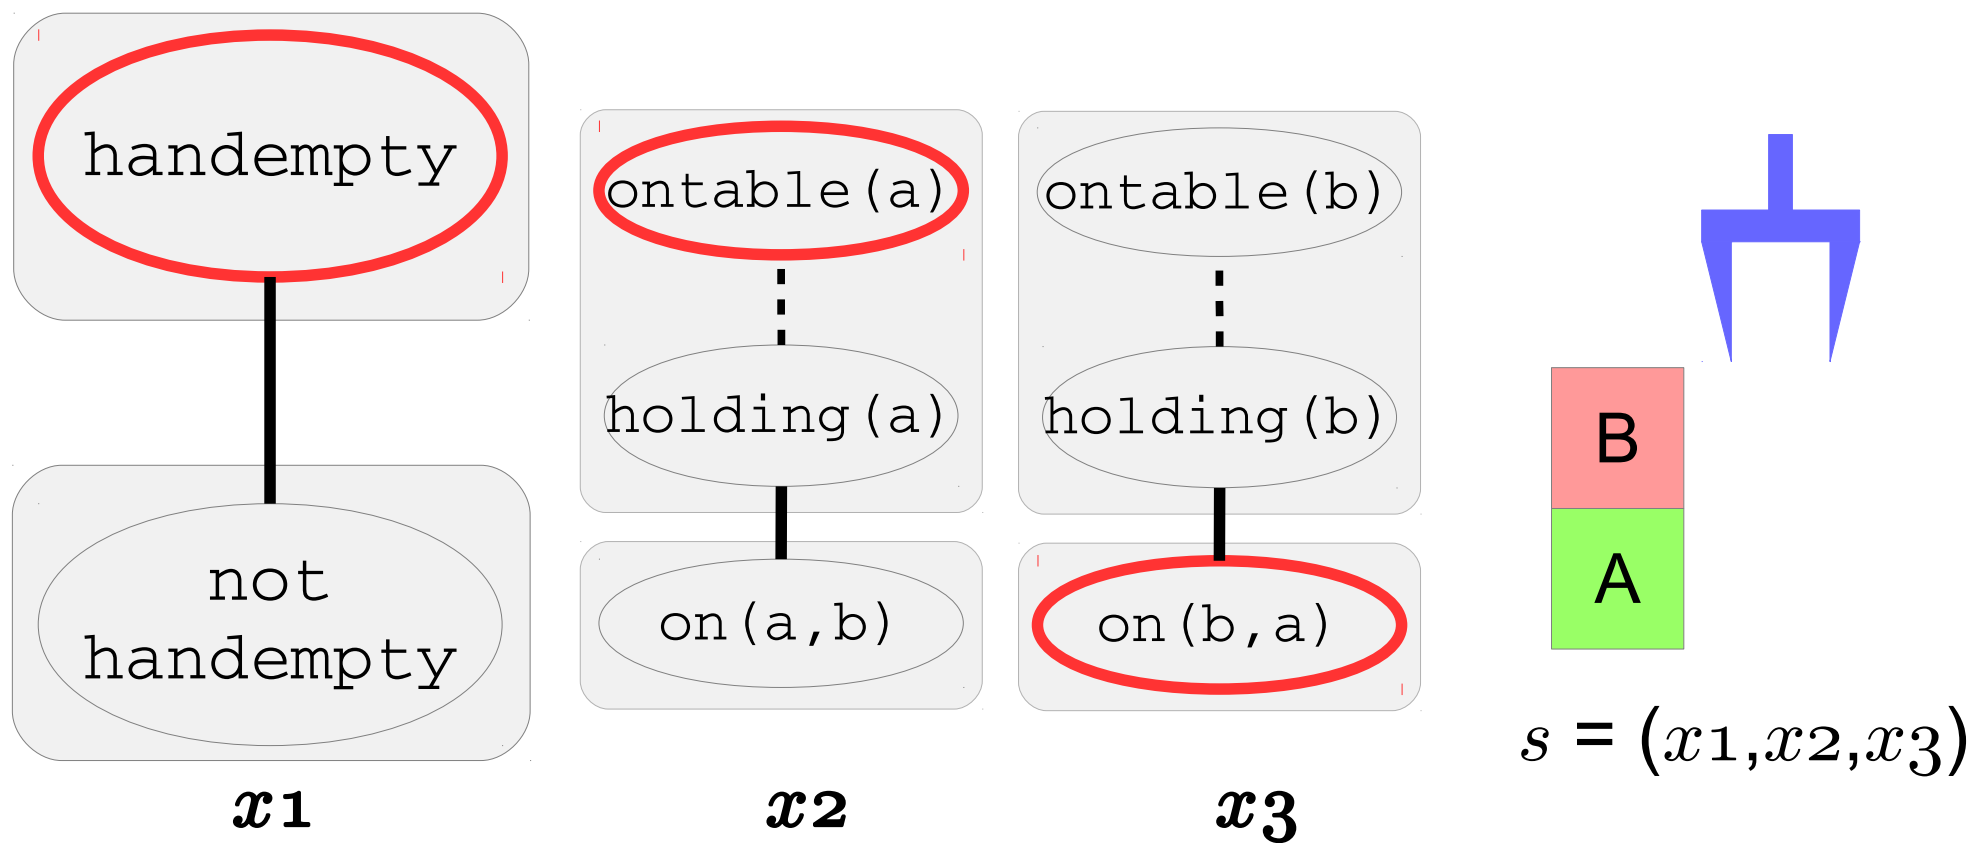 handempty
not
handempty
x1
ontable(a)
holding(a)
on(a,b)
x2
ontable(b)
holding(b)
on(b,a)
x3
B
A
s = (x1,x2,x3)